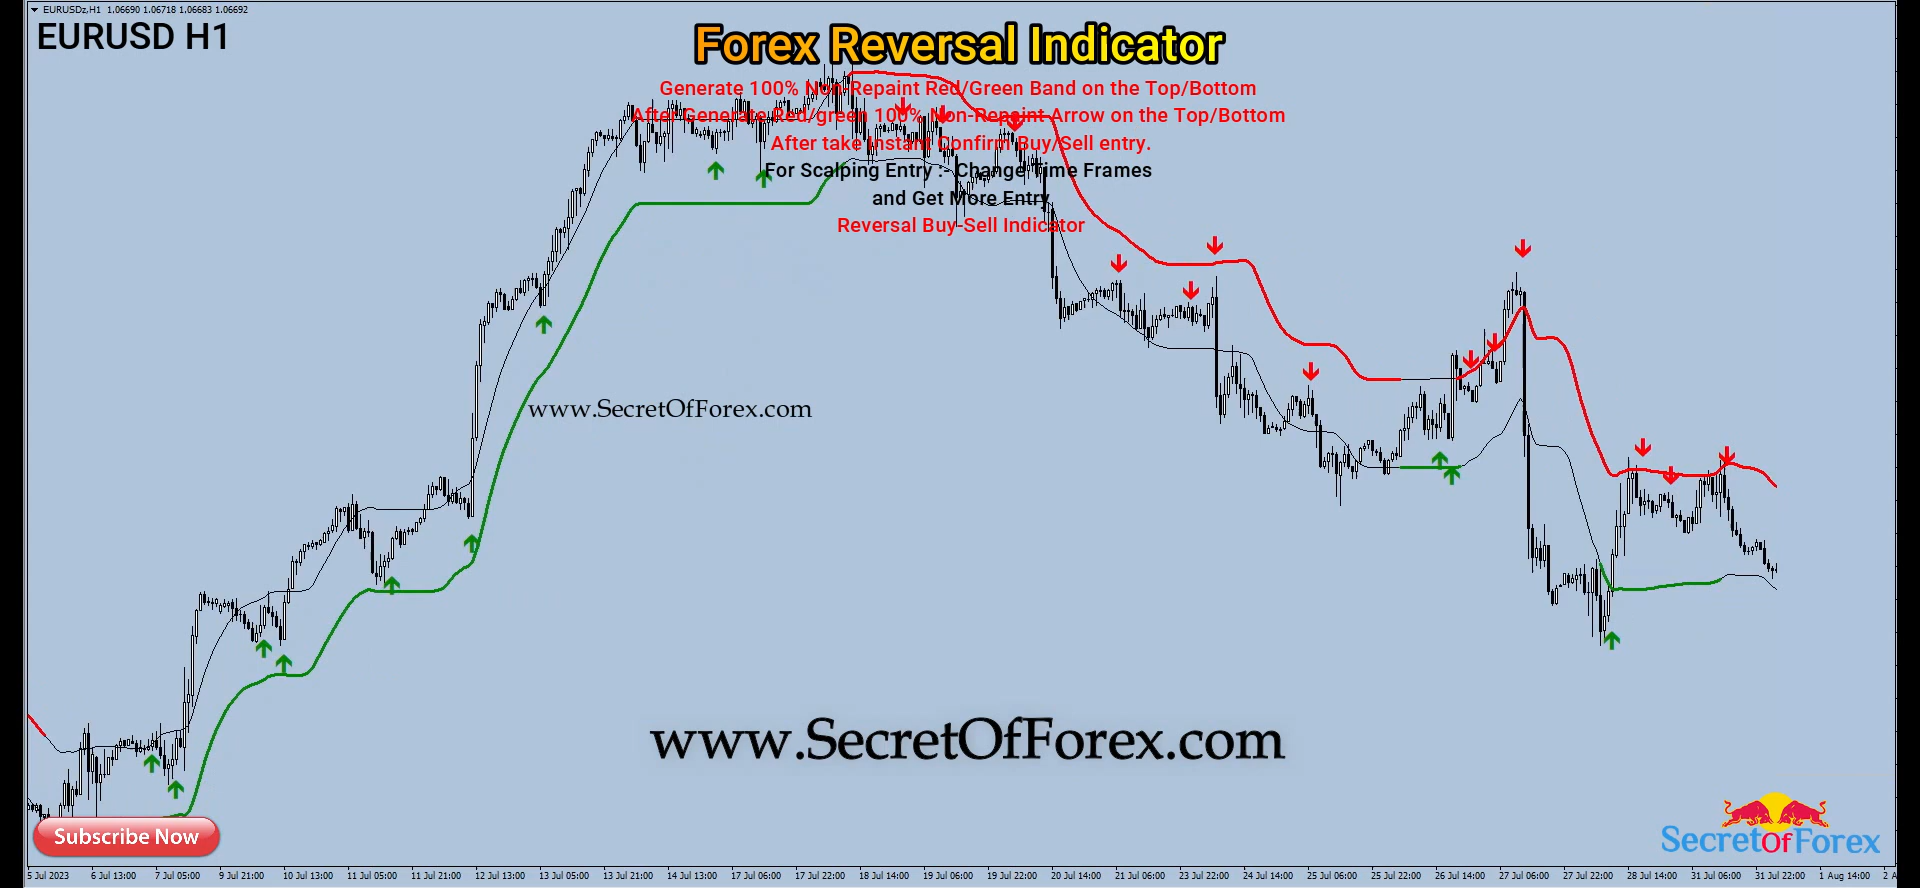 EURUSDz,H1 1.06690 1.06718 1.06683 1.06692
EURUSD H1
Forex Reversal Indicator
Generate 100% Non-Repaint Red/Green Band on the Top/Bottom
After Generate Red/green 100% Non-Repaint Arrow on the Top/Bottom
After take Instant Confirm Buy/Sell entry.
For Scalping Entry :- Change Time Frames
and Get More Entry
Reversal Buy-Sell Indicator
www.SecretOfForex.com
www.SecretOfForex.com
Subscribe Now
SecretOfForex
5 Jul 2023 6 Jul 13:00 7 Jul 05:00 9 Jul 21:00 10 Jul 13:00 11 Jul 05:00 11 Jul 21:00 12 Jul 13:00 13 Jul 05:00 13 Jul 21:00 14 Jul 13:00 17 Jul 06:00 17 Jul 22:00 18 Jul 14:00 19 Jul 06:00 19 Jul 22:00 20 Jul 14:00 21 Jul 06:00 23 Jul 22:00 24 Jul 14:00 25 Jul 06:00 25 Jul 22:00 26 Jul 14:00 27 Jul 06:00 27 Jul 22:00 28 Jul 14:00 31 Jul 06:00 31 Jul 22:00 1 Aug 14:00 2 A